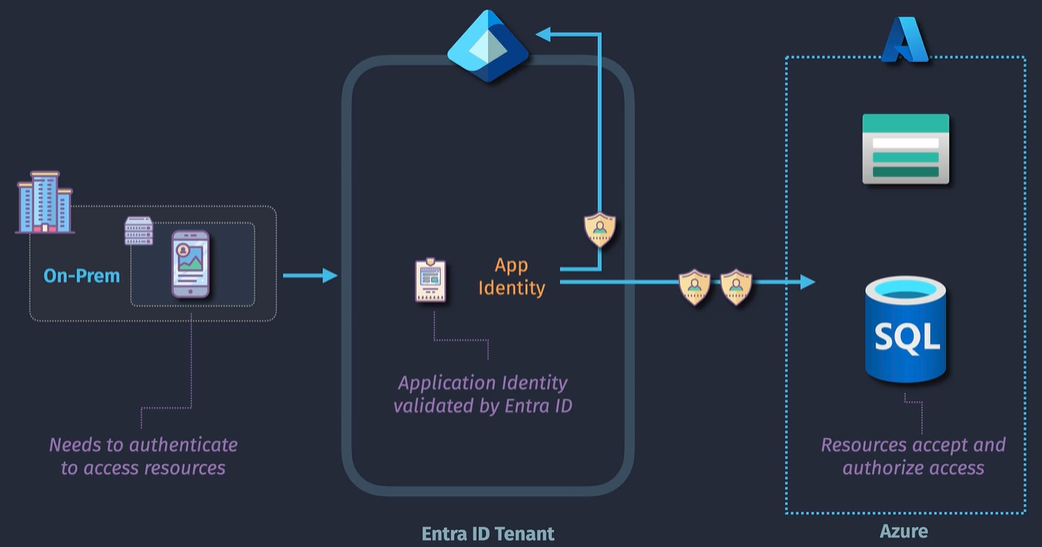 On-Prem
Needs to authenticate
to access resources
App
Identity
Application Identity
validated by Entra ID
Entra ID Tenant
SQL
Resources accept and
authorize access
Azure